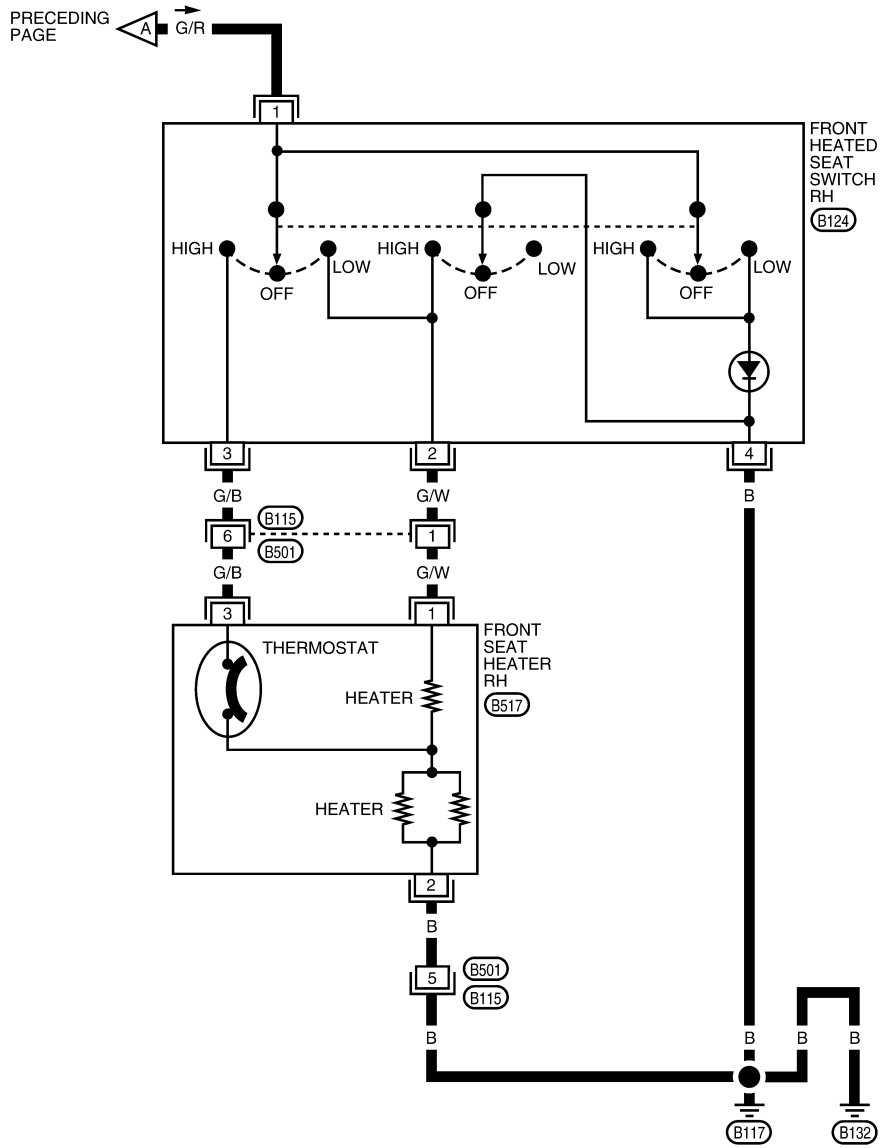 PRECEDING
PAGE
A
G/R
1
FRONT
HEATED
SEAT
SWITCH
RH
B124
HIGH
LOW
OFF
HIGH
LOW
OFF
HIGH
LOW
OFF
3
2
4
G/B
G/W
B
6
B115
B501
1
G/B
G/W
3
1
THERMOSTAT
FRONT
SEAT
HEATER
RH
B517
HEATER
HEATER
2
B
5
B501
B115
B
B
B
B
B117
B132